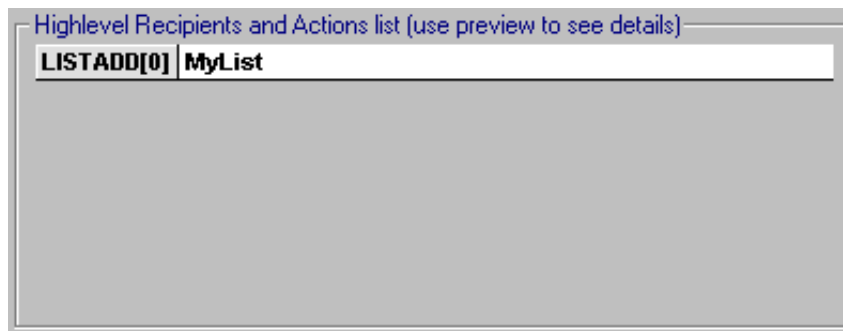 Highlevel Recipients and Actions list (use preview to see details)
LISTADD[0] MyList